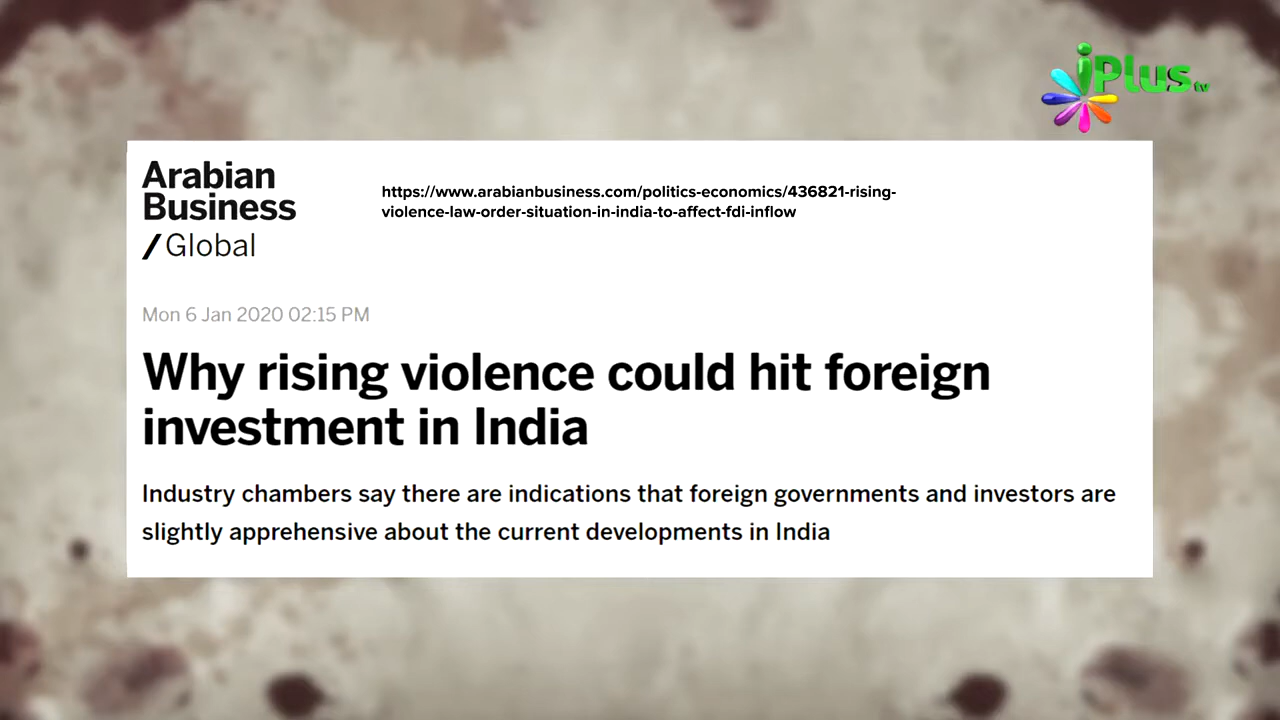 iPlus tv
Arabian
Business
/Global
https://www.arabianbusiness.com/politics-economics/436821-rising-
violence-law-order-situation-in-india-to-affect-fdi-inflow
Mon 6 Jan 2020 02:15 PM
Why rising violence could hit foreign
investment in India
Industry chambers say there are indications that foreign governments and investors are
slightly apprehensive about the current developments in India